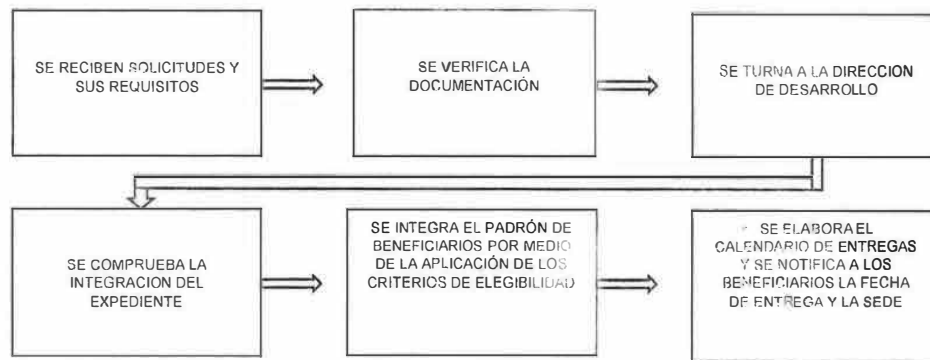 SE RECIBEN SOLICITUDES Y
SUS REQUISITOS
SE VERIFICA LA
DOCUMENTACIÓN
SE TURNA A LA DIRECCION
DE DESARROLLO
SE COMPRUEBA LA
INTEGRACION DEL
EXPEDIENTE
SE INTEGRA EL PADRÓN DE
BENEFICIARIOS POR MEDIO
DE LA APLICACIÓN DE LOS
CRITERIOS DE ELEGIBILIDAD
SE ELABORA EL
CALENDARIO DE ENTREGAS
Y SE NOTIFICA A LOS
BENEFICIARIOS LA FECHA
DE ENTREGA Y LA SEDE